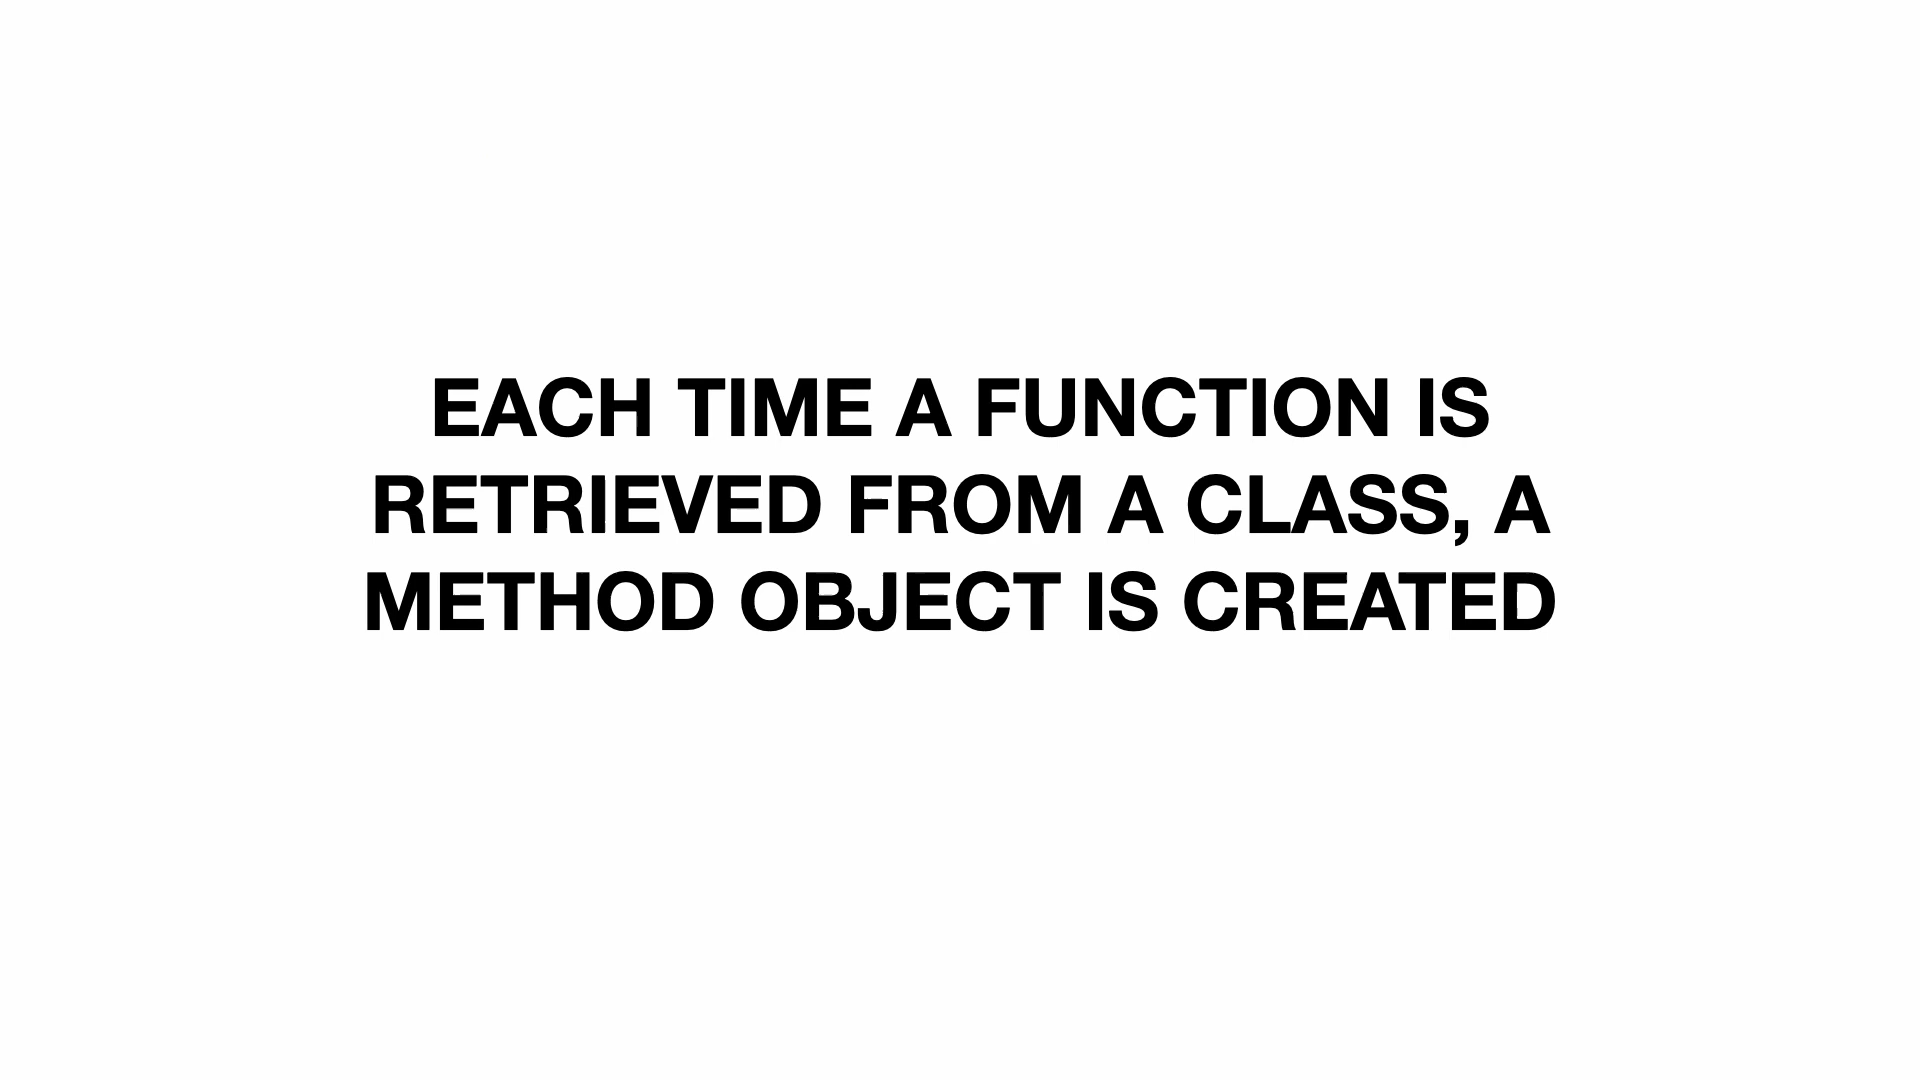 EACH TIME A FUNCTION IS
RETRIEVED FROM A CLASS, A
METHOD OBJECT IS CREATED